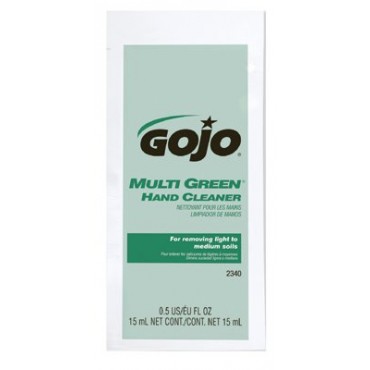 GOJO
MULTI GREEN
HAND CLEANER
NETTOYANT POUR LES MAINS
LIMPIADOR DE MANOS
For removing light to
medium soils
2340
0.5 US/ÉU FL OZ
15 mL NET CONT./CONT. NET 15 mL